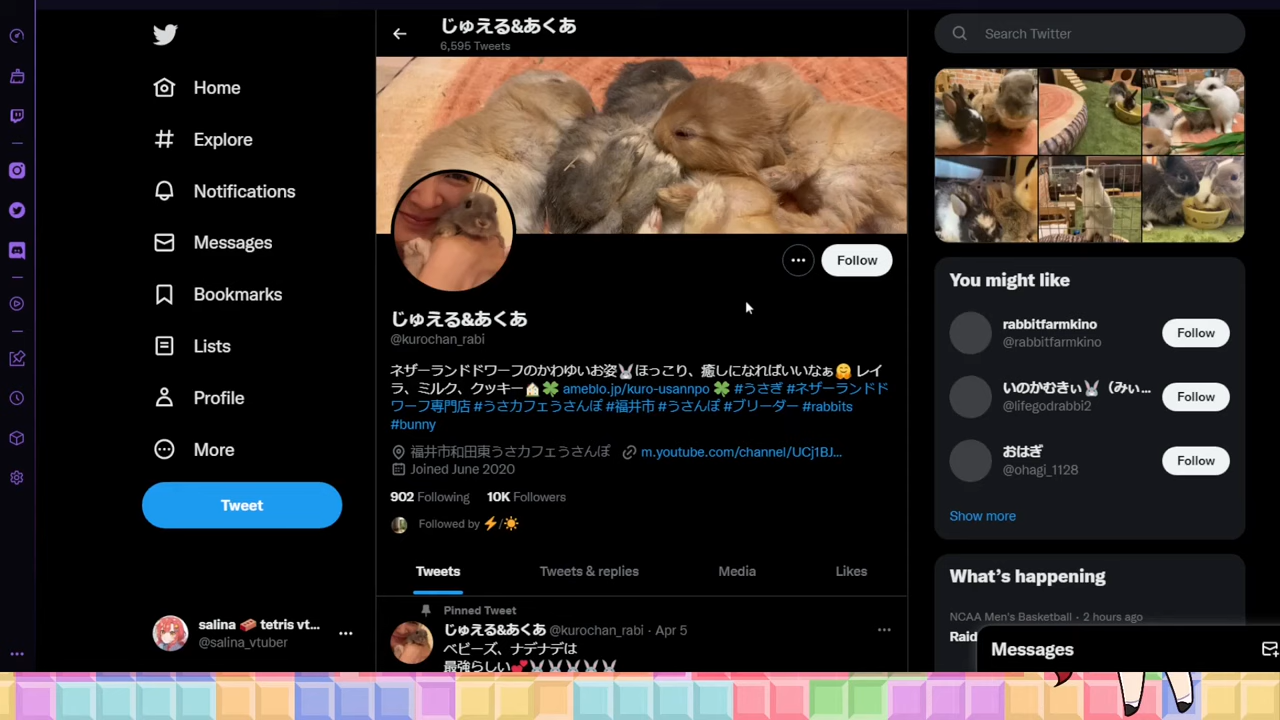 Home
Explore
Notifications
Messages
Bookmarks
Lists
Profile
More
Tweet
salina 🍫 tetris vt...
@salina_vtuber
じゅえる&あくあ
6,595 Tweets
Follow
じゅえる&あくあ
@kurochan_rabi
ネザーランドドワーフのかわゆいお姿🐰ほっこり、癒しになればいいなぁ🤗 レイ
ラ、ミルク、クッキー🏠🍀 ameblo.jp/kuro-usannpo 🍀 #うさぎ #ネザーランドド
ワーフ専門店 #うさカフェうさんぽ #福井市 #うさんぽ #ブリーダー #rabbits
#bunny
福井市和田東うさカフェうさんぽ m.youtube.com/channel/UCj1BJ...
Joined June 2020
902 Following 10K Followers
Followed by ⚡/☀
Tweets Tweets & replies Media Likes
Pinned Tweet
じゅえる&あくあ @kurochan_rabi · Apr 5
ベビーズ、ナデナデは
最強らしい💕🐰🐰🐰🐰🐰
Search Twitter
You might like
rabbitfarmkino
@rabbitfarmkino
Follow
いのかむきぃ🐰（みぃ...
@lifegodrabbi2
Follow
おはぎ
@ohagi_1128
Follow
Show more
What's happening
NCAA Men's Basketball · 2 hours ago
Raid
Messages